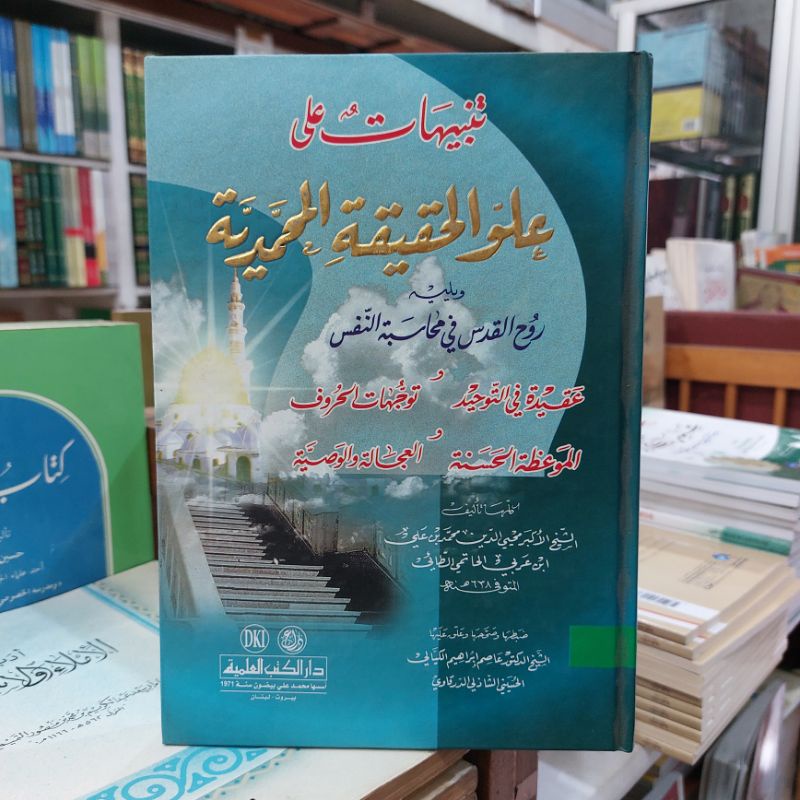 تنبيهات على
علو الحقيقة المحمدية
ويليه
روح القدس في محاسبة النفس
عقيدة في التوحيد و توجهات الحروف
الموعظة الحسنة و العجالة والوصية
كلها تأليف
الشيخ الأكبر محيي الدين محمد بن علي
ابن عربي الحاتمي الطائي
المتوفى ٦٣٨ هـ
ضبطها وصححها وعلق عليها
الشيخ الدكتور عاصم إبراهيم الكيالي
الحسيني الشاذلي الدرقاوي
DKI
دار الكتب العلمية
أسسها محمد علي بيضون سنة 1971
بيروت - لبنان
كتاب